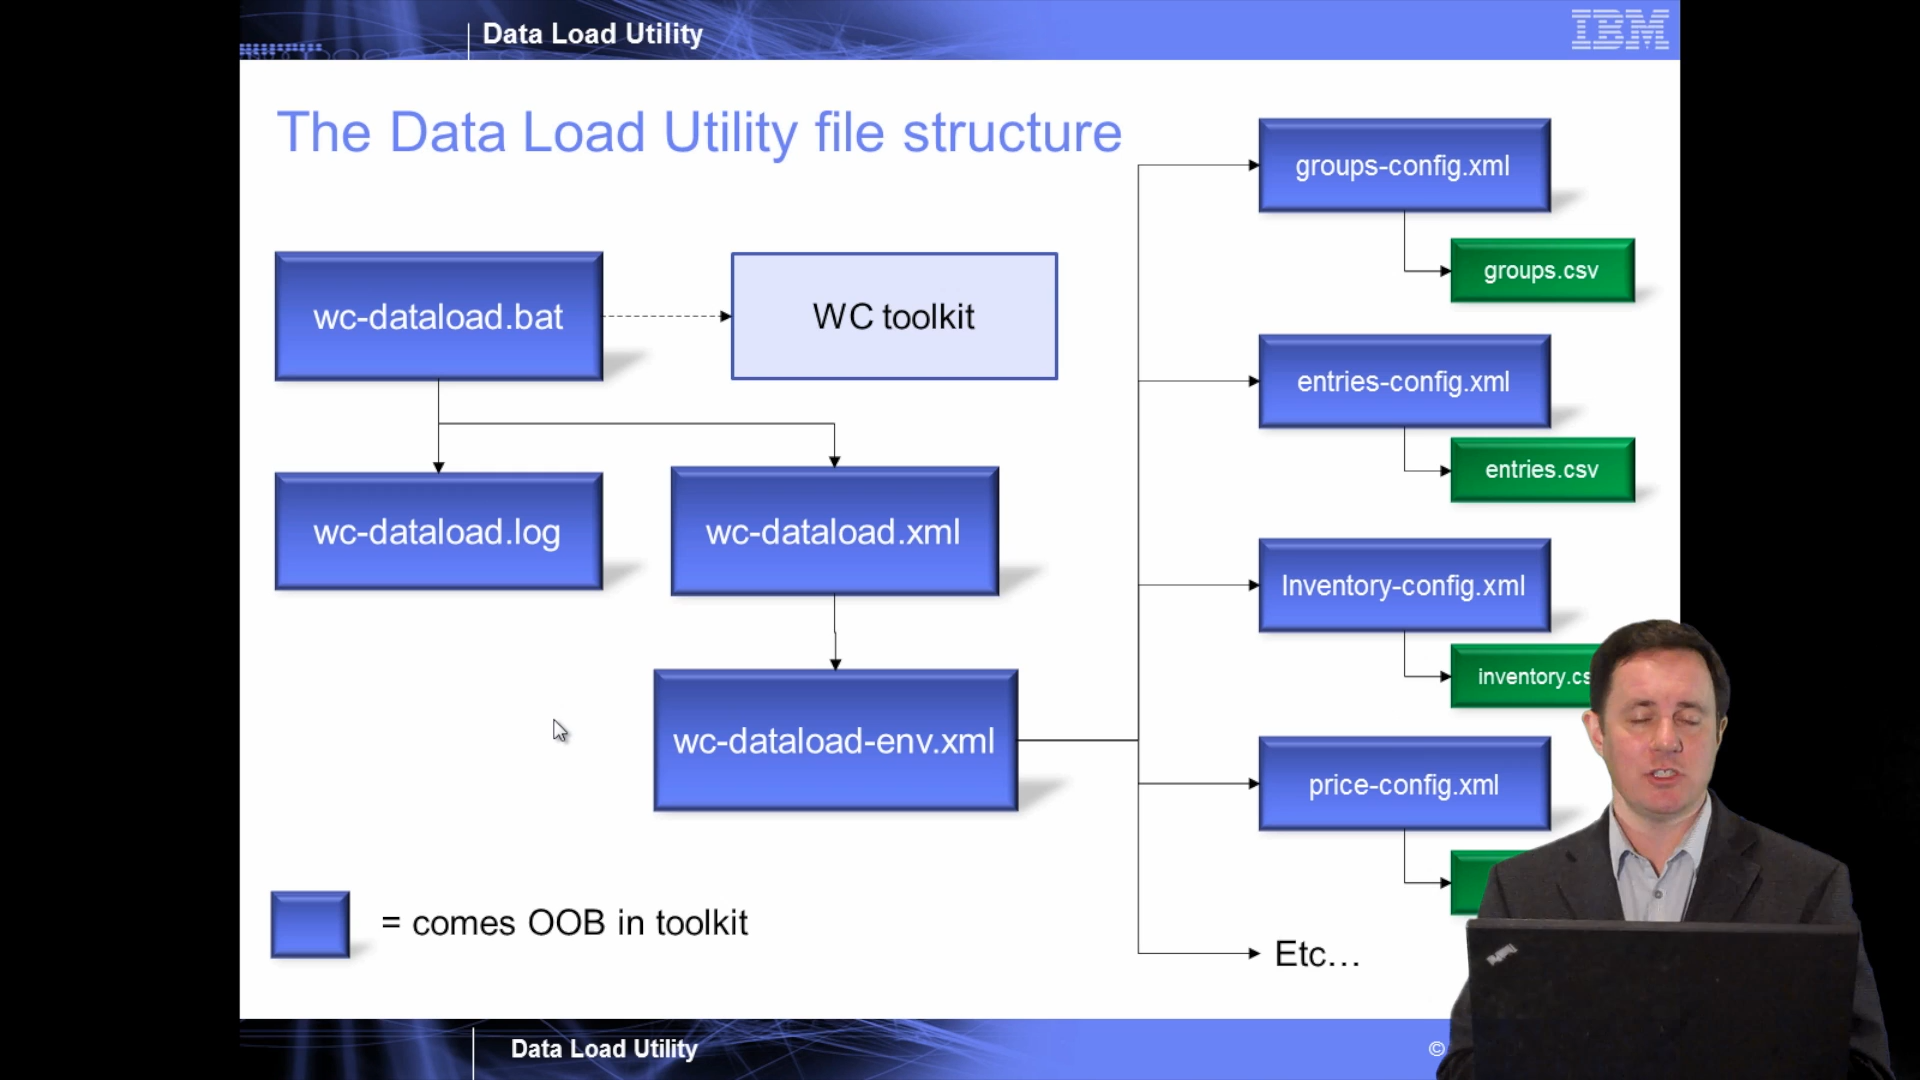 Data Load Utility
IBM
The Data Load Utility file structure
groups-config.xml
groups.csv
wc-dataload.bat
WC toolkit
entries-config.xml
entries.csv
wc-dataload.log
wc-dataload.xml
Inventory-config.xml
inventory.cs
wc-dataload-env.xml
price-config.xml
= comes OOB in toolkit
Etc…
Data Load Utility
©